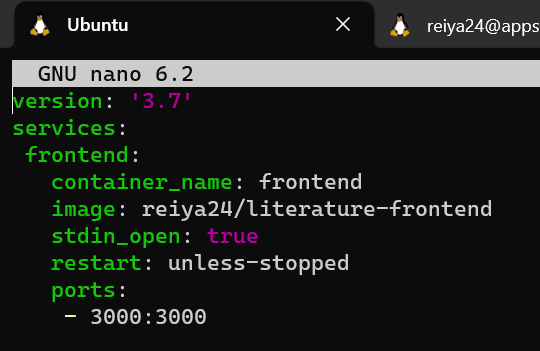 Ubuntu
reiya24@apps
GNU nano 6.2
version: '3.7'
services:
 frontend:
   container_name: frontend
   image: reiya24/literature-frontend
   stdin_open: true
   restart: unless-stopped
   ports:
    - 3000:3000